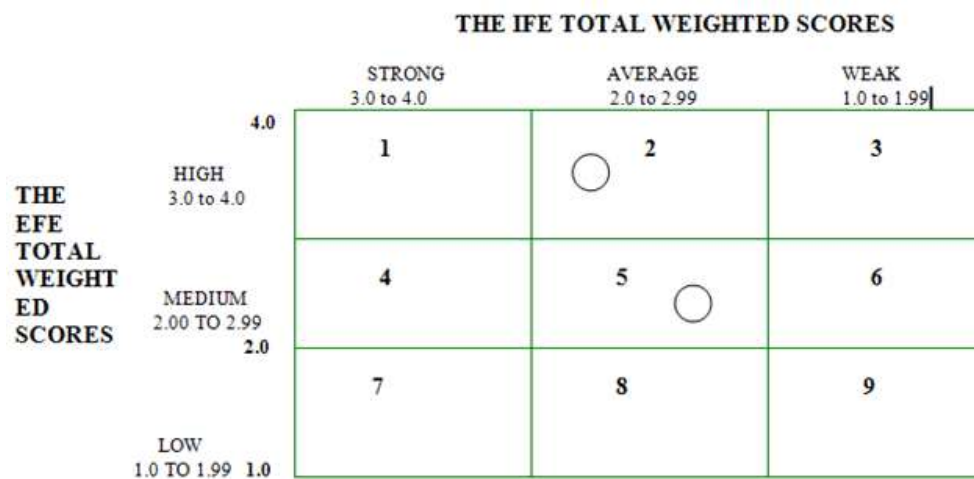 THE IFE TOTAL WEIGHTED SCORES
STRONG AVERAGE WEAK
3.0 to 4.0 2.0 to 2.99 1.0 to 1.99
4.0
1 2 3
HIGH
3.0 to 4.0
THE
EFE
TOTAL
WEIGHT
ED
SCORES
4 5 6
MEDIUM
2.00 TO 2.99
2.0
7 8 9
LOW
1.0 TO 1.99 1.0